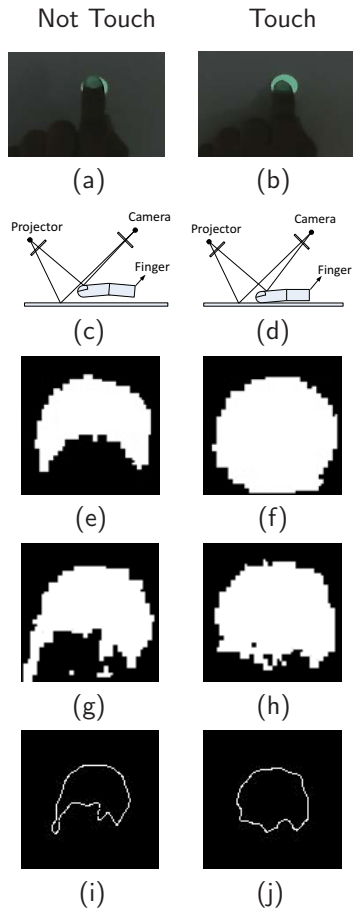 Not Touch Touch
(a) (b)
Projector Camera Finger Projector Camera Finger
(c) (d)
(e) (f)
(g) (h)
(i) (j)